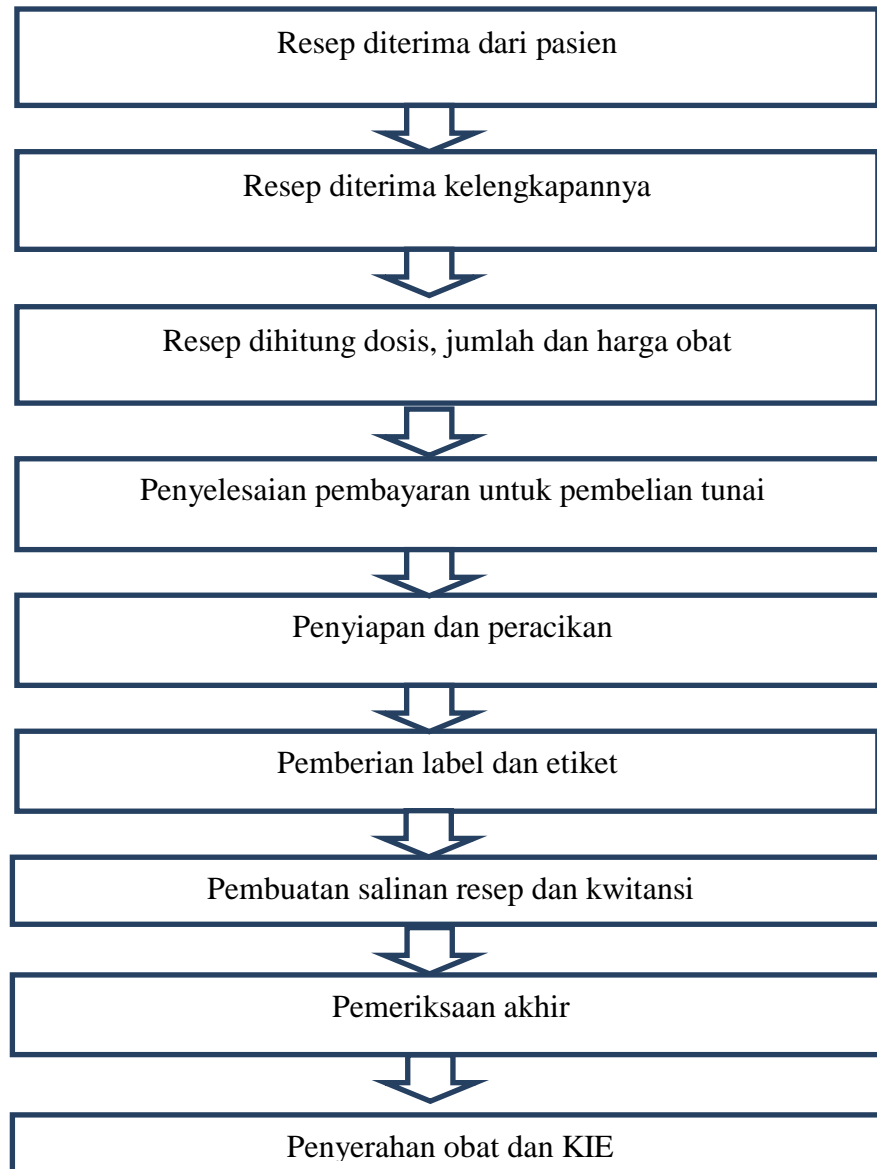 Resep diterima dari pasien
Resep diterima kelengkapannya
Resep dihitung dosis, jumlah dan harga obat
Penyelesaian pembayaran untuk pembelian tunai
Penyiapan dan peracikan
Pemberian label dan etiket
Pembuatan salinan resep dan kwitansi
Pemeriksaan akhir
Penyerahan obat dan KIE